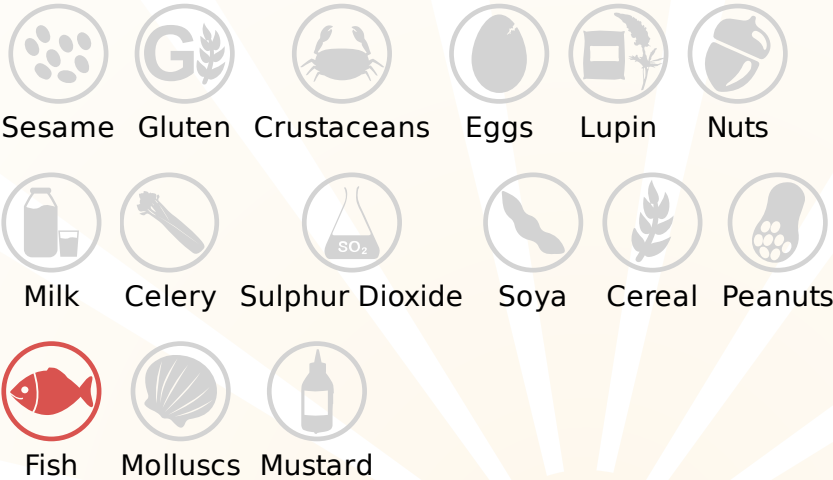 G
Sesame Gluten Crustaceans Eggs Lupin Nuts
SO₂
Milk Celery Sulphur Dioxide Soya Cereal Peanuts
Fish Molluscs Mustard